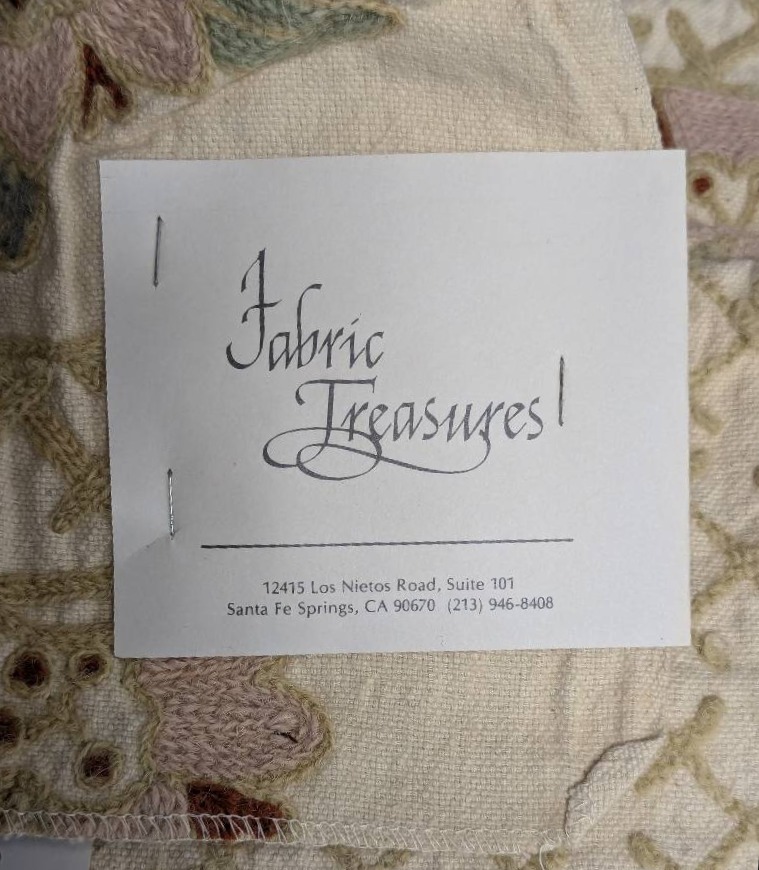 Fabric
Treasures
12415 Los Nietos Road, Suite 101
Santa Fe Springs, CA 90670 (213) 946-8408